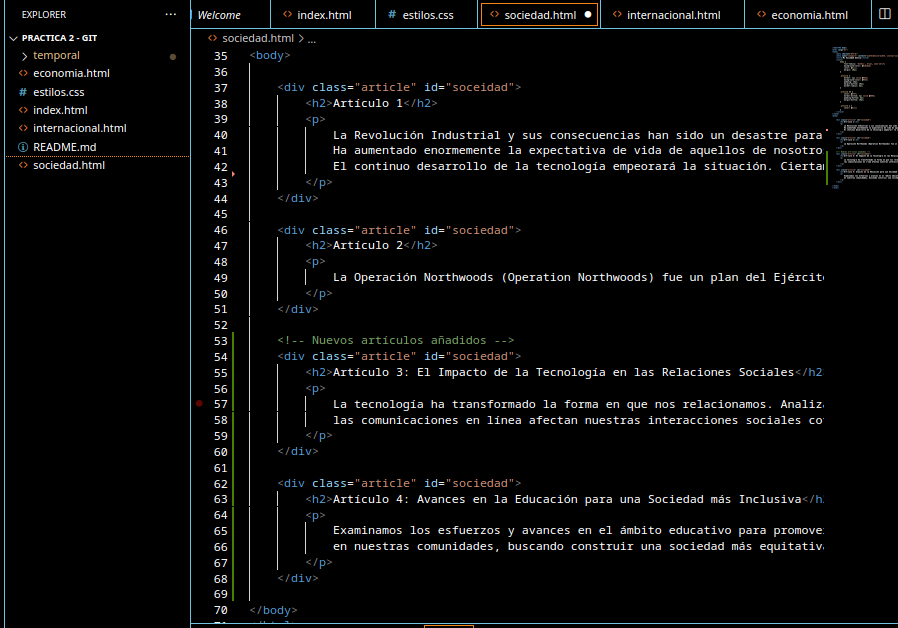 EXPLORER
PRACTICA 2 - GIT
temporal
economia.html
estilos.css
index.html
internacional.html
README.md
sociedad.html
Welcome
index.html
estilos.css
sociedad.html
internacional.html
economia.html
sociedad.html > ...
35 <body>
36
37 <div class="article" id="soceidad">
38 <h2>Artículo 1</h2>
39 <p>
40 La Revolución Industrial y sus consecuencias han sido un desastre para
41 Ha aumentado enormemente la expectativa de vida de aquellos de nosotro
42 El continuo desarrollo de la tecnología empeorará la situación. Ciertam
43 </p>
44 </div>
45
46 <div class="article" id="sociedad">
47 <h2>Artículo 2</h2>
48 <p>
49 La Operación Northwoods (Operation Northwoods) fue un plan del Ejército
50 </p>
51 </div>
52
53 <!-- Nuevos artículos añadidos -->
54 <div class="article" id="sociedad">
55 <h2>Artículo 3: El Impacto de la Tecnología en las Relaciones Sociales</h2
56 <p>
57 La tecnología ha transformado la forma en que nos relacionamos. Analiza
58 las comunicaciones en línea afectan nuestras interacciones sociales co
59 </p>
60 </div>
61
62 <div class="article" id="sociedad">
63 <h2>Artículo 4: Avances en la Educación para una Sociedad más Inclusiva</h
64 <p>
65 Examinamos los esfuerzos y avances en el ámbito educativo para promove
66 en nuestras comunidades, buscando construir una sociedad más equitativa
67 </p>
68 </div>
69
70 </body>